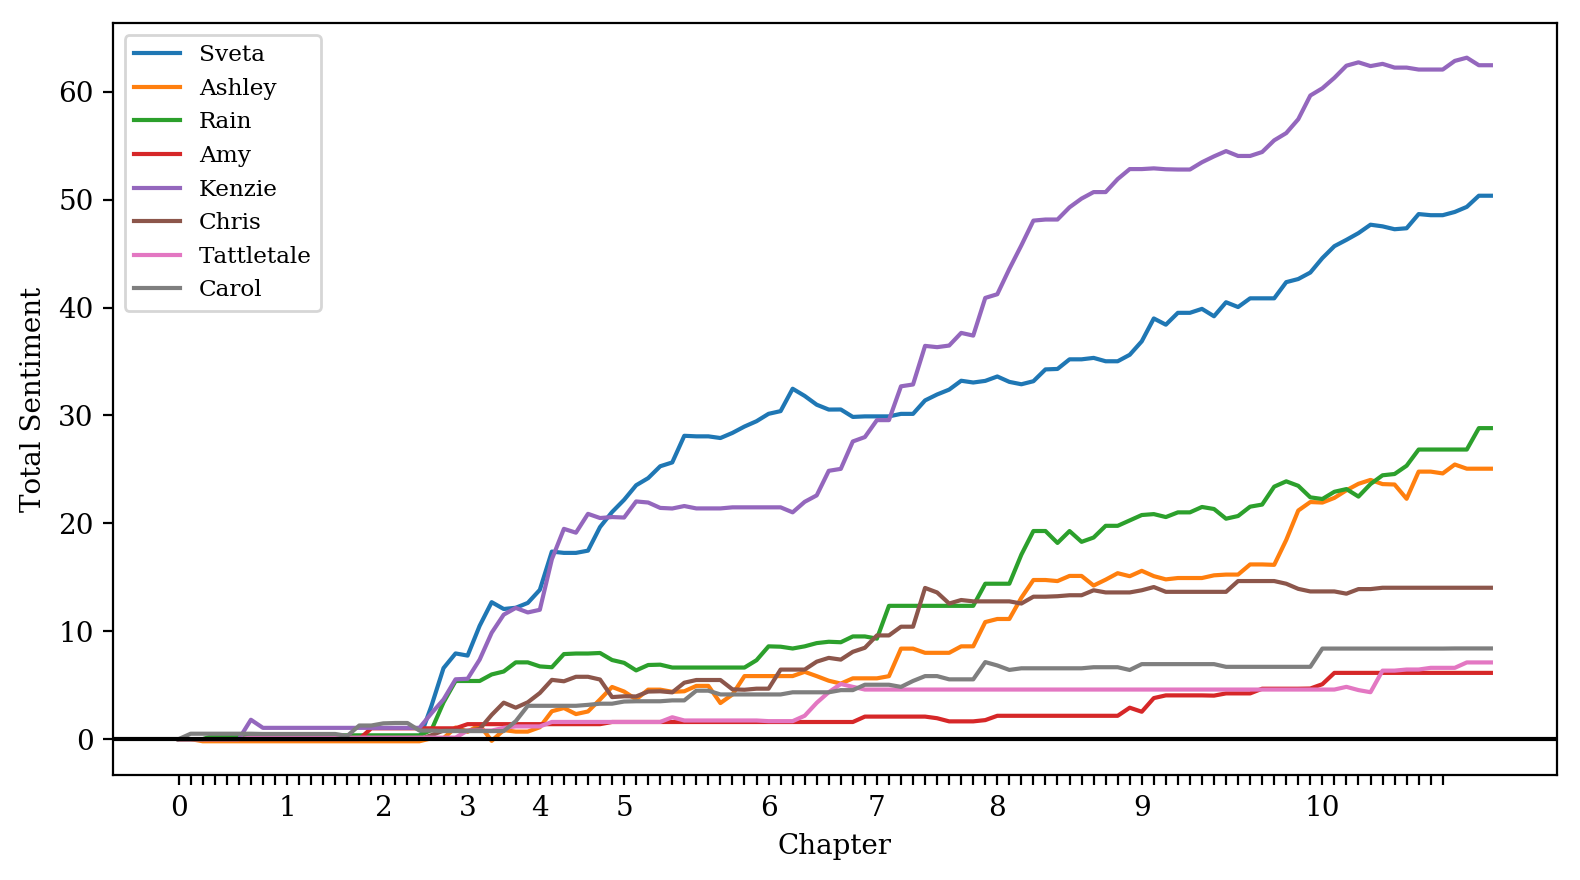 Sveta
Ashley
Rain
Amy
Kenzie
Chris
Tattletale
Carol
Total Sentiment
60
50
40
30
20
10
0
0 1 2 3 4 5 6 7 8 9 10
Chapter